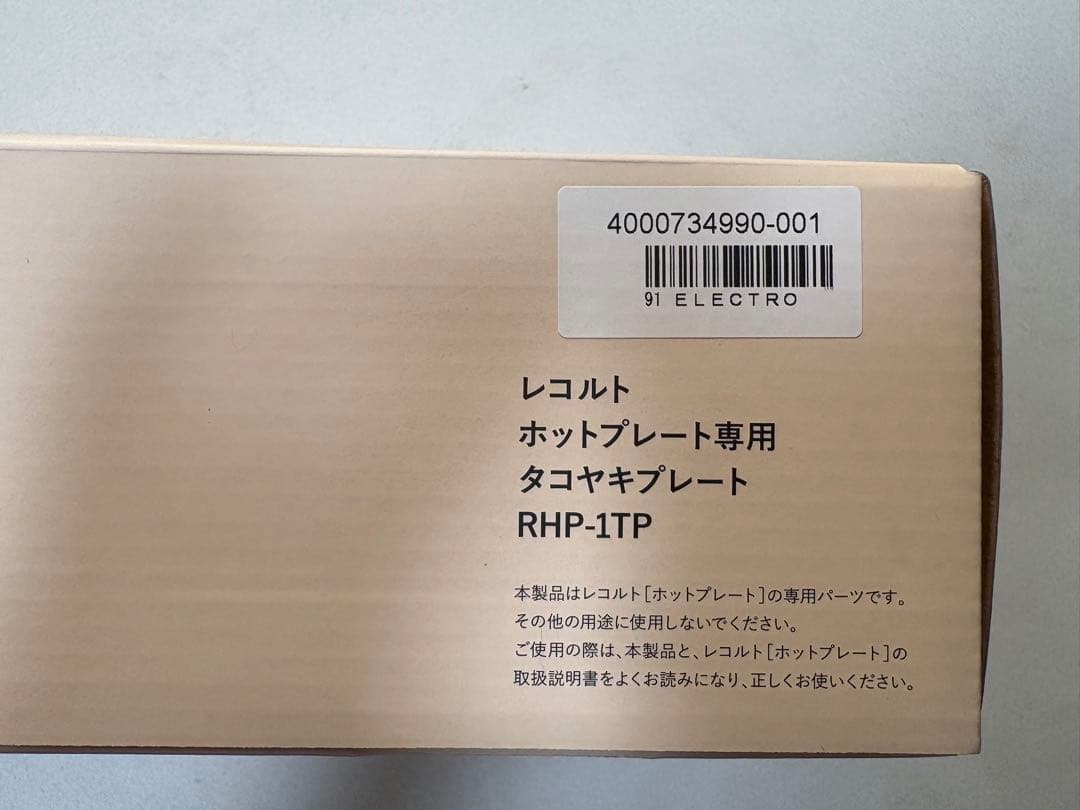 4000734990-001
91 ELECTRO
レコルト
ホットプレート専用
タコヤキプレート
RHP-1TP
本製品はレコルト[ホットプレート]の専用パーツです。
その他の用途に使用しないでください。
ご使用の際は、本製品と、レコルト[ホットプレート]の
取扱説明書をよくお読みになり、正しくお使いください。